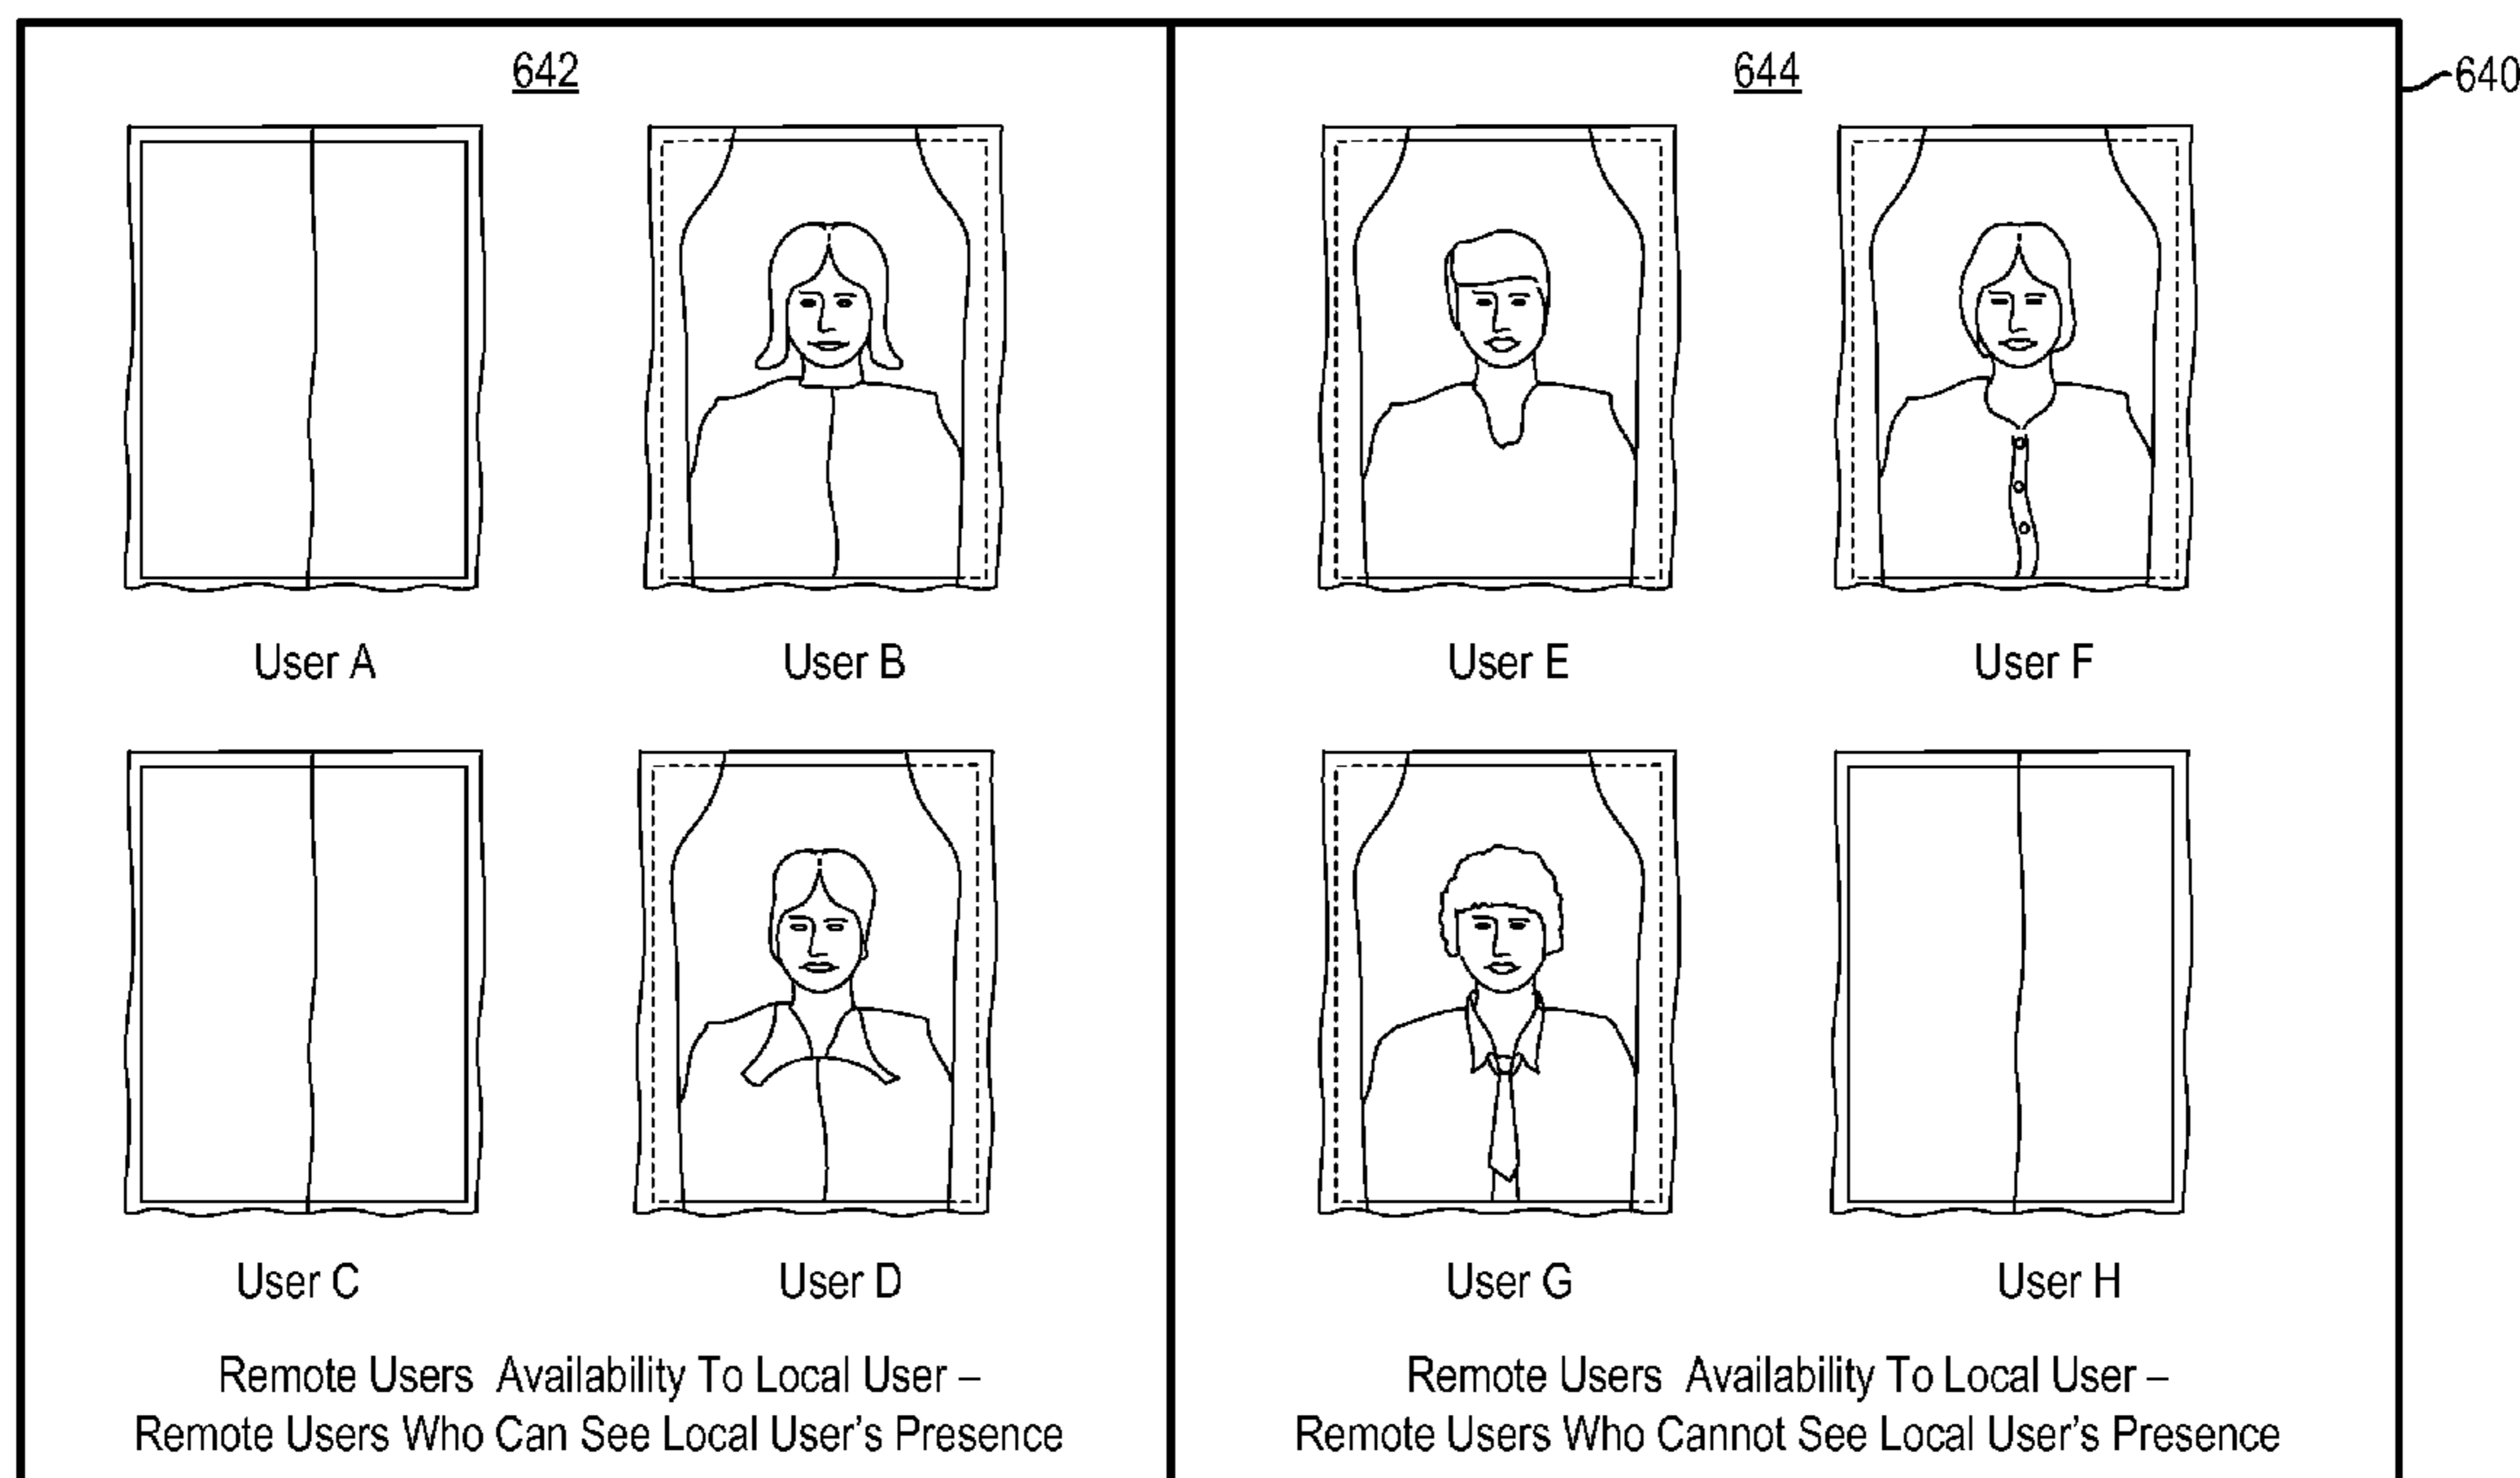 642
644
640
User A
User B
User E
User F
User C
User D
User G
User H
Remote Users Availability To Local User –
Remote Users Who Can See Local User's Presence
Remote Users Availability To Local User –
Remote Users Who Cannot See Local User's Presence